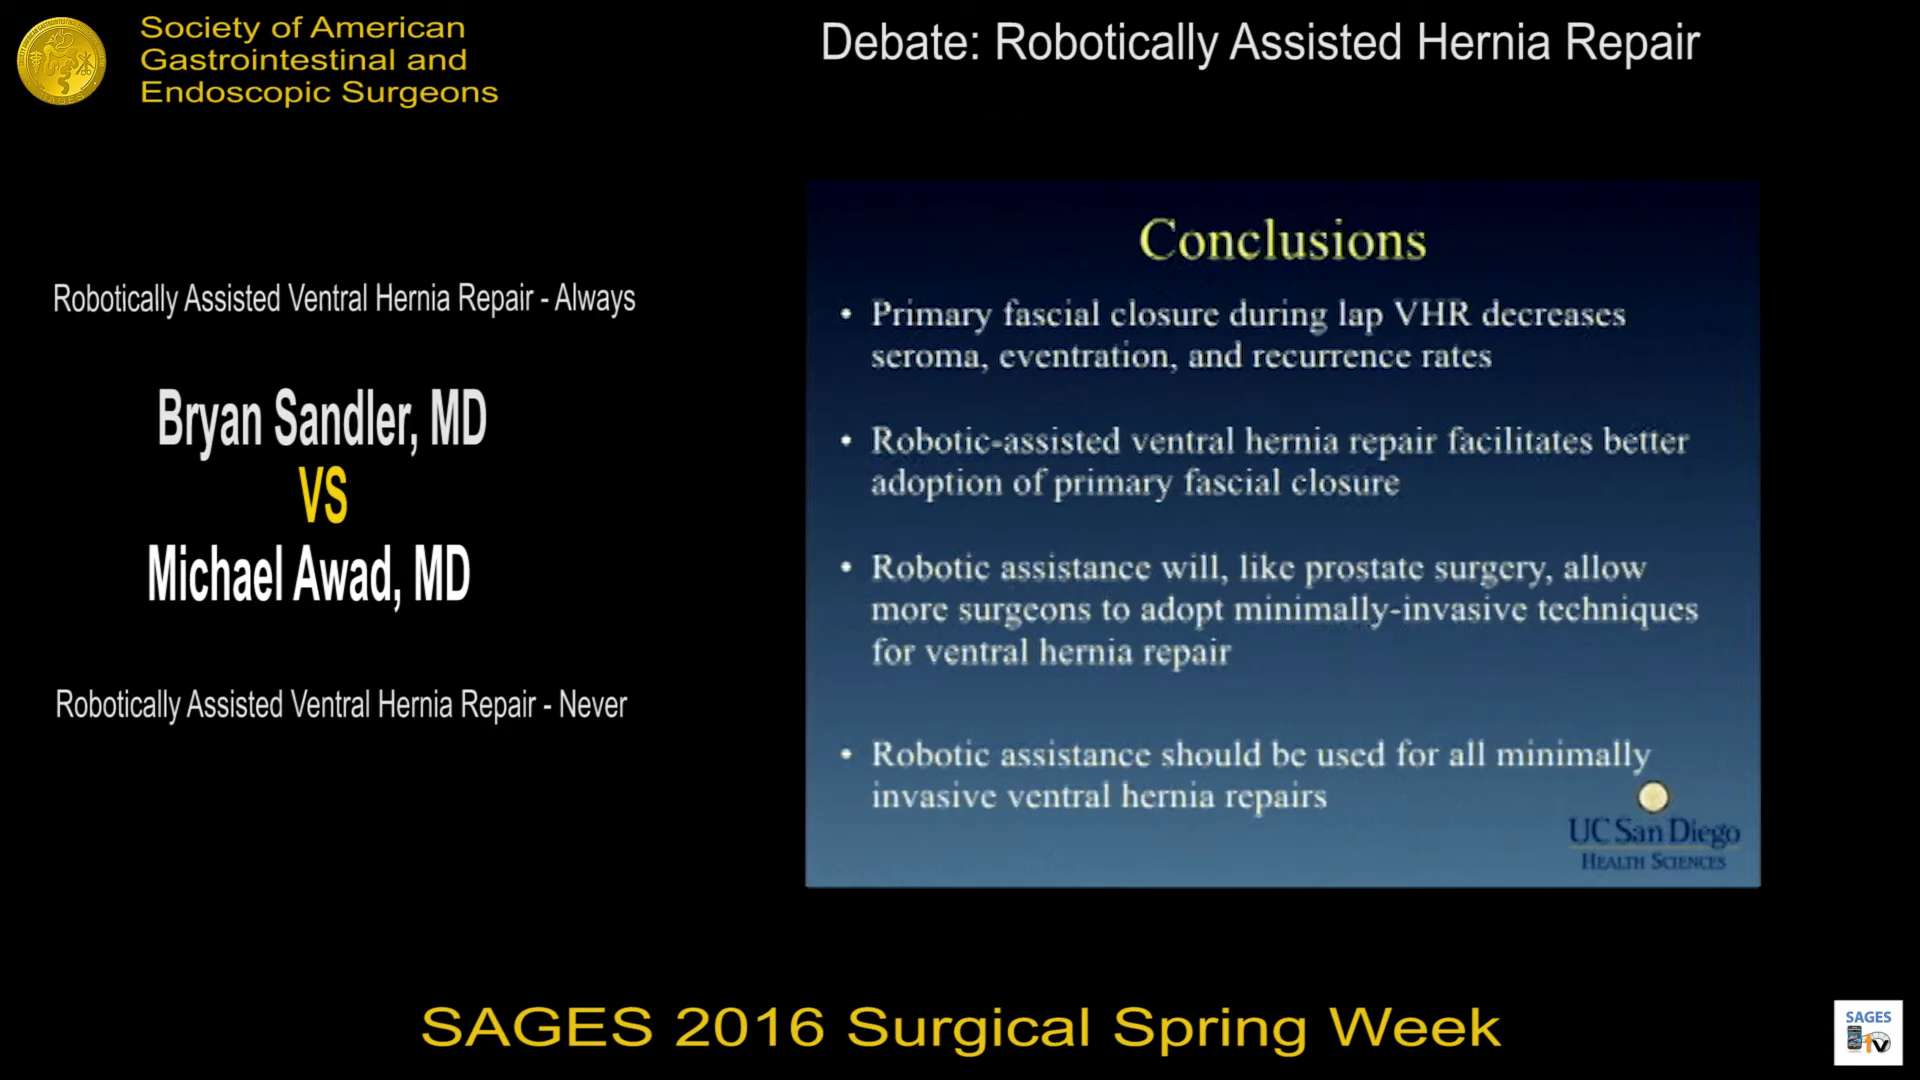 Society of American
Gastrointestinal and
Endoscopic Surgeons
Debate: Robotically Assisted Hernia Repair
Robotically Assisted Ventral Hernia Repair - Always
Bryan Sandler, MD
VS
Michael Awad, MD
Robotically Assisted Ventral Hernia Repair - Never
Conclusions
• Primary fascial closure during lap VHR decreases
seroma, eventration, and recurrence rates
• Robotic-assisted ventral hernia repair facilitates better
adoption of primary fascial closure
• Robotic assistance will, like prostate surgery, allow
more surgeons to adopt minimally-invasive techniques
for ventral hernia repair
• Robotic assistance should be used for all minimally
invasive ventral hernia repairs
UC San Diego
HEALTH SCIENCES
SAGES 2016 Surgical Spring Week
SAGES
TV